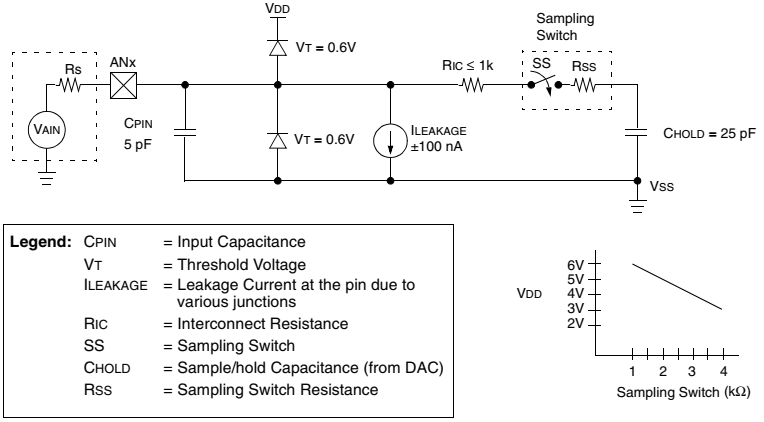 VDD
Sampling
Switch
VT = 0.6V
Rs
ANx
RIC ≤ 1k
SS
RSS
VAIN
CPIN
5 pF
VT = 0.6V
ILEAKAGE
±100 nA
CHOLD = 25 pF
VSS
Legend: CPIN = Input Capacitance
VT = Threshold Voltage
ILEAKAGE = Leakage Current at the pin due to
various junctions
RIC = Interconnect Resistance
SS = Sampling Switch
CHOLD = Sample/hold Capacitance (from DAC)
RSS = Sampling Switch Resistance
VDD
6V
5V
4V
3V
2V
1 2 3 4
Sampling Switch (kΩ)